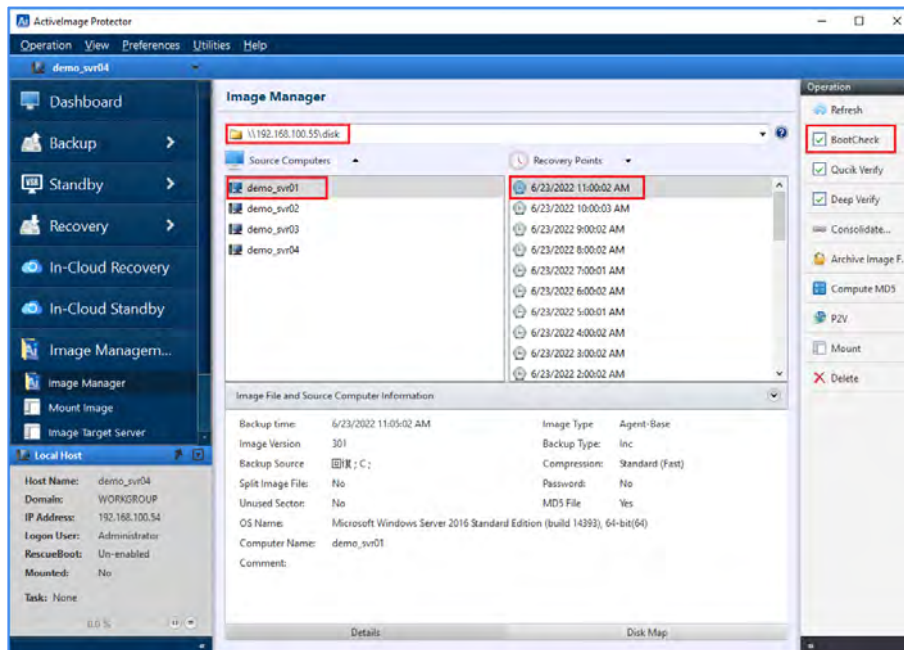 ActiveImage Protector
Operation View Preferences Utilities Help
demo_svr04
Dashboard
Backup
Standby
Recovery
In-Cloud Recovery
In-Cloud Standby
Image Managem...
Image Manager
Mount Image
Image Target Server
Local Host
Host Name: demo_svr04
Domain: WORKGROUP
IP Address: 192.168.100.54
Logon User: Administrator
RescueBoot: Un-enabled
Mounted: No
Task: None
0.0 %
Image Manager
\\192.168.100.55\disk
Source Computers
demo_svr01
demo_svr02
demo_svr03
demo_svr04
Recovery Points
6/23/2022 11:00:02 AM
6/23/2022 10:00:03 AM
6/23/2022 9:00:02 AM
6/23/2022 8:00:02 AM
6/23/2022 7:00:01 AM
6/23/2022 6:00:02 AM
6/23/2022 5:00:01 AM
6/23/2022 4:00:02 AM
6/23/2022 3:00:02 AM
6/23/2022 2:00:02 AM
Image File and Source Computer Information
Backup time: 6/23/2022 11:05:02 AM
Image Version 301
Backup Source ; C:
Split Image File: No
Unused Sector: No
OS Name: Microsoft Windows Server 2016 Standard Edition (build 14393), 64-bit(64)
Computer Name: demo_svr01
Comment:
Image Type Agent-Base
Backup Type: Inc
Compression: Standard (Fast)
Password: No
MD5 File Yes
Details
Disk Map
Operation
Refresh
BootCheck
Qucik Verify
Deep Verify
Consolidate...
Archive Image F..
Compute MD5
P2V
Mount
Delete